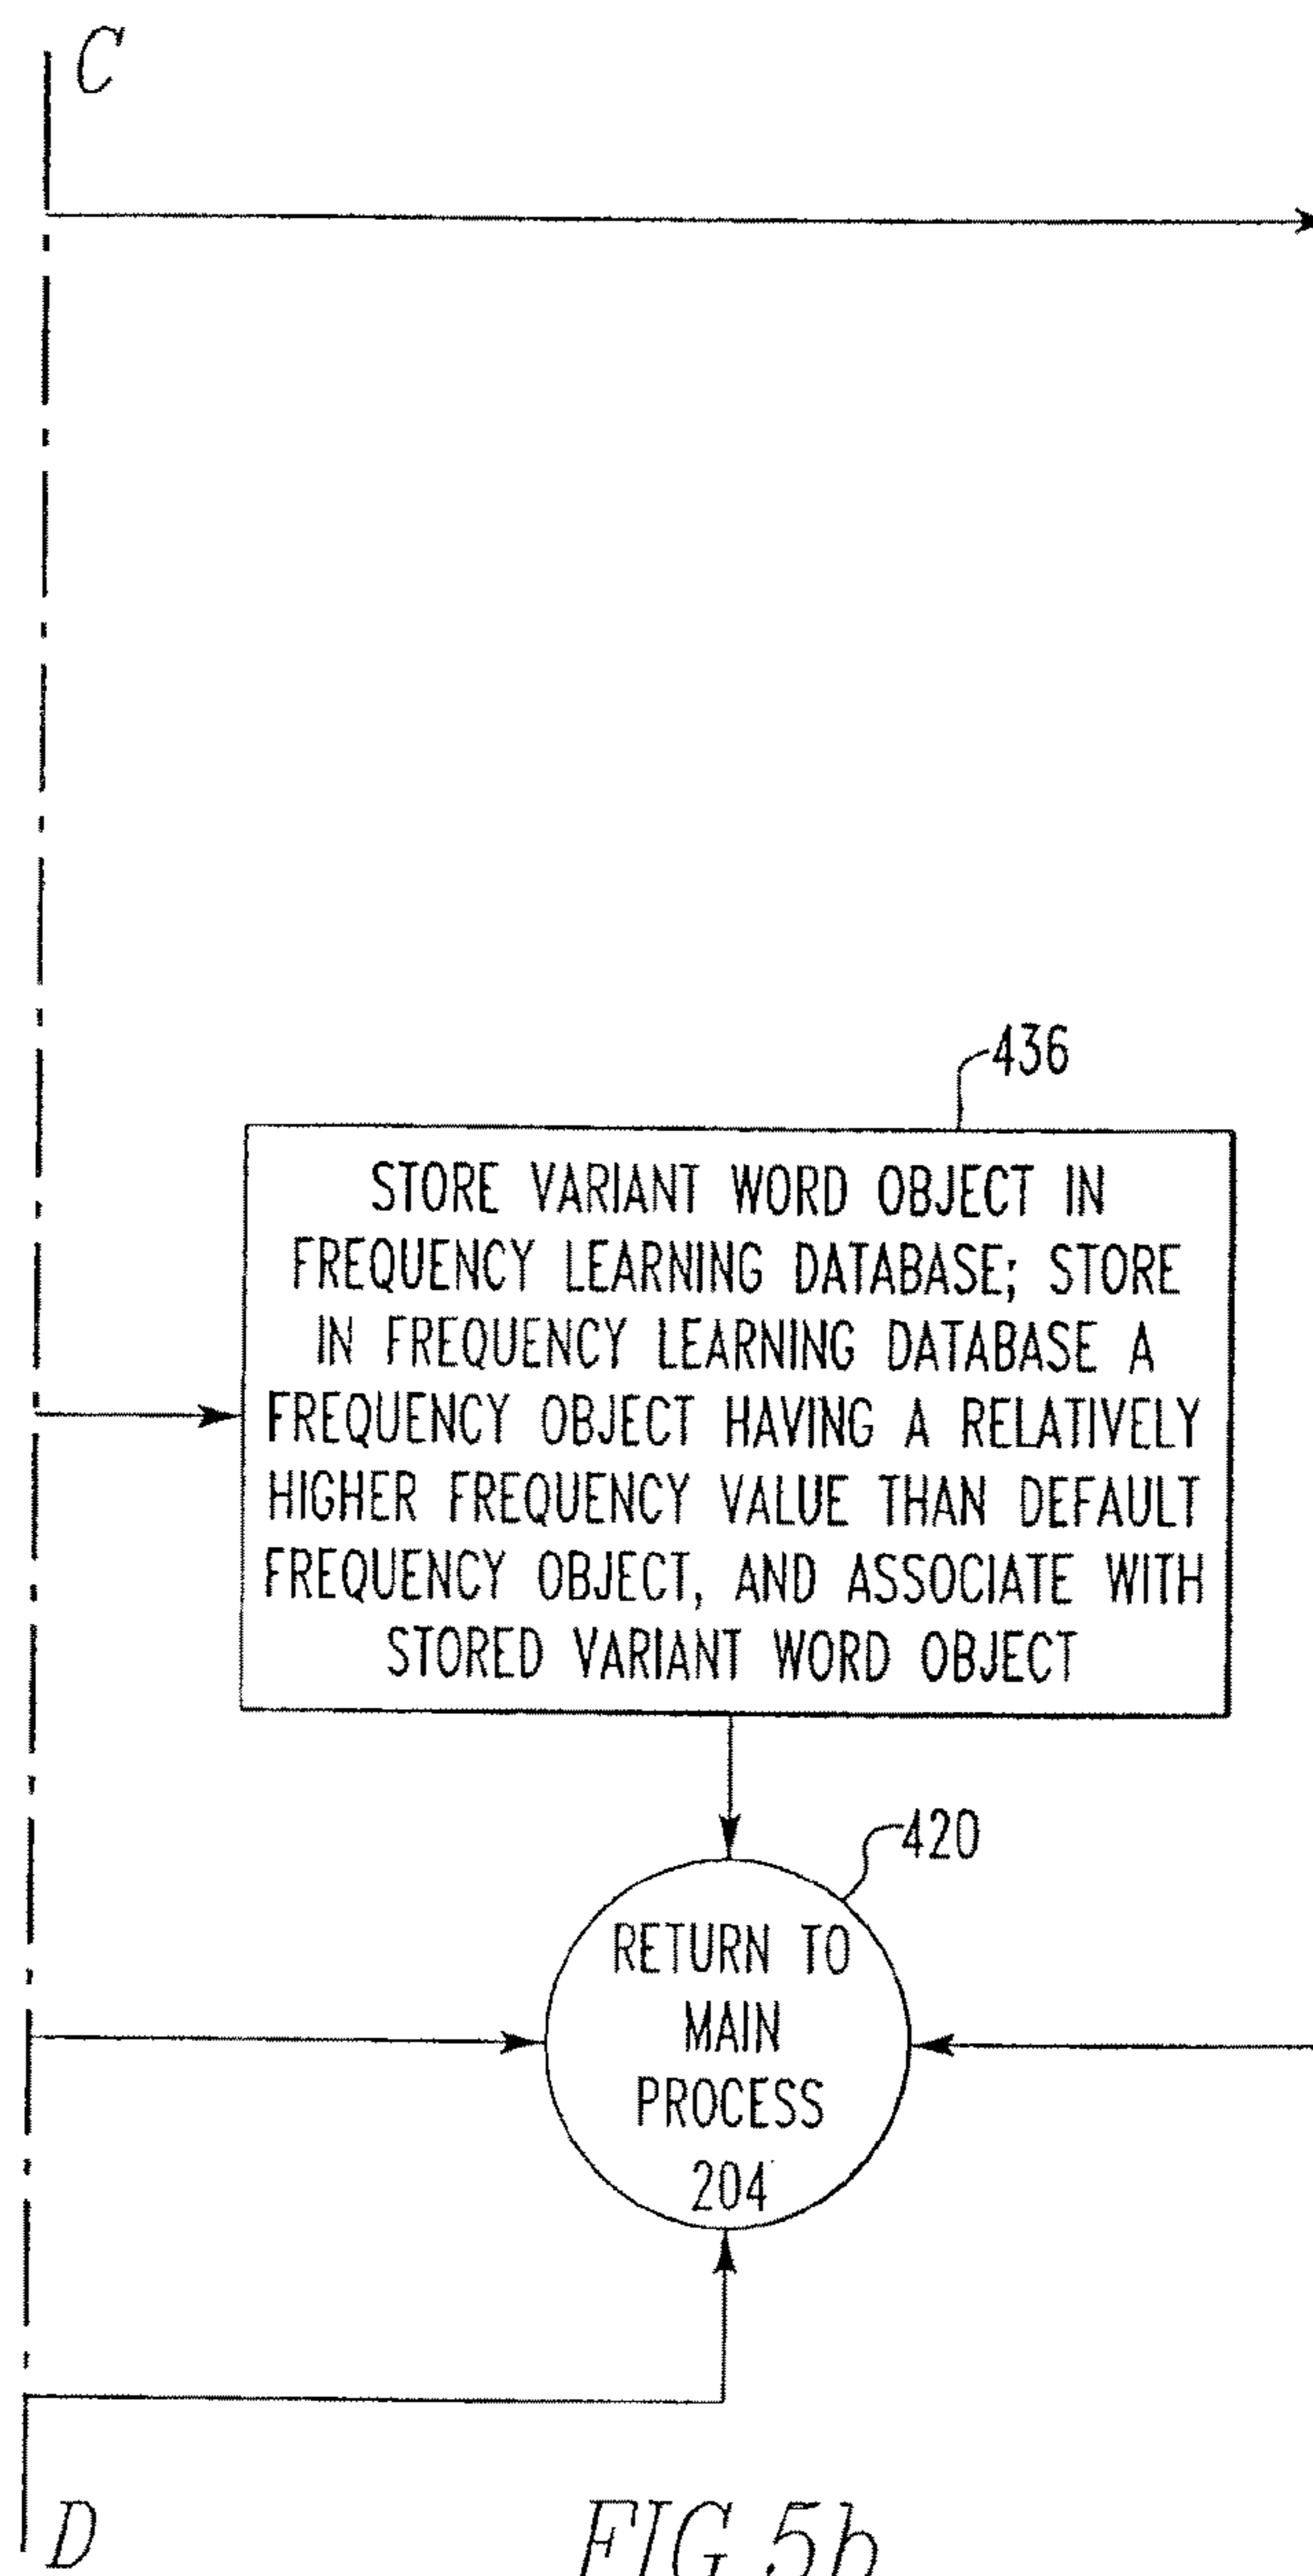 C
436
STORE VARIANT WORD OBJECT IN
FREQUENCY LEARNING DATABASE; STORE
IN FREQUENCY LEARNING DATABASE A
FREQUENCY OBJECT HAVING A RELATIVELY
HIGHER FREQUENCY VALUE THAN DEFAULT
FREQUENCY OBJECT, AND ASSOCIATE WITH
STORED VARIANT WORD OBJECT
420
RETURN TO
MAIN
PROCESS
204
D
FIG.5b